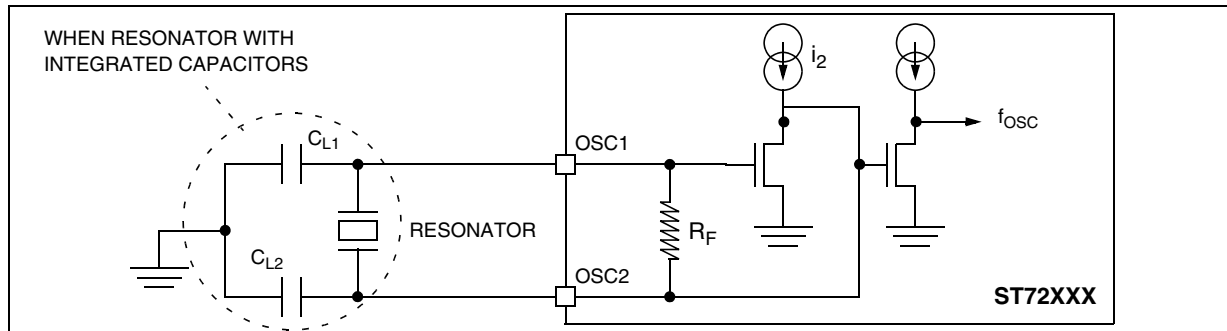 WHEN RESONATOR WITH
INTEGRATED CAPACITORS
i2
fOSC
CL1
OSC1
RESONATOR
RF
CL2
OSC2
ST72XXX